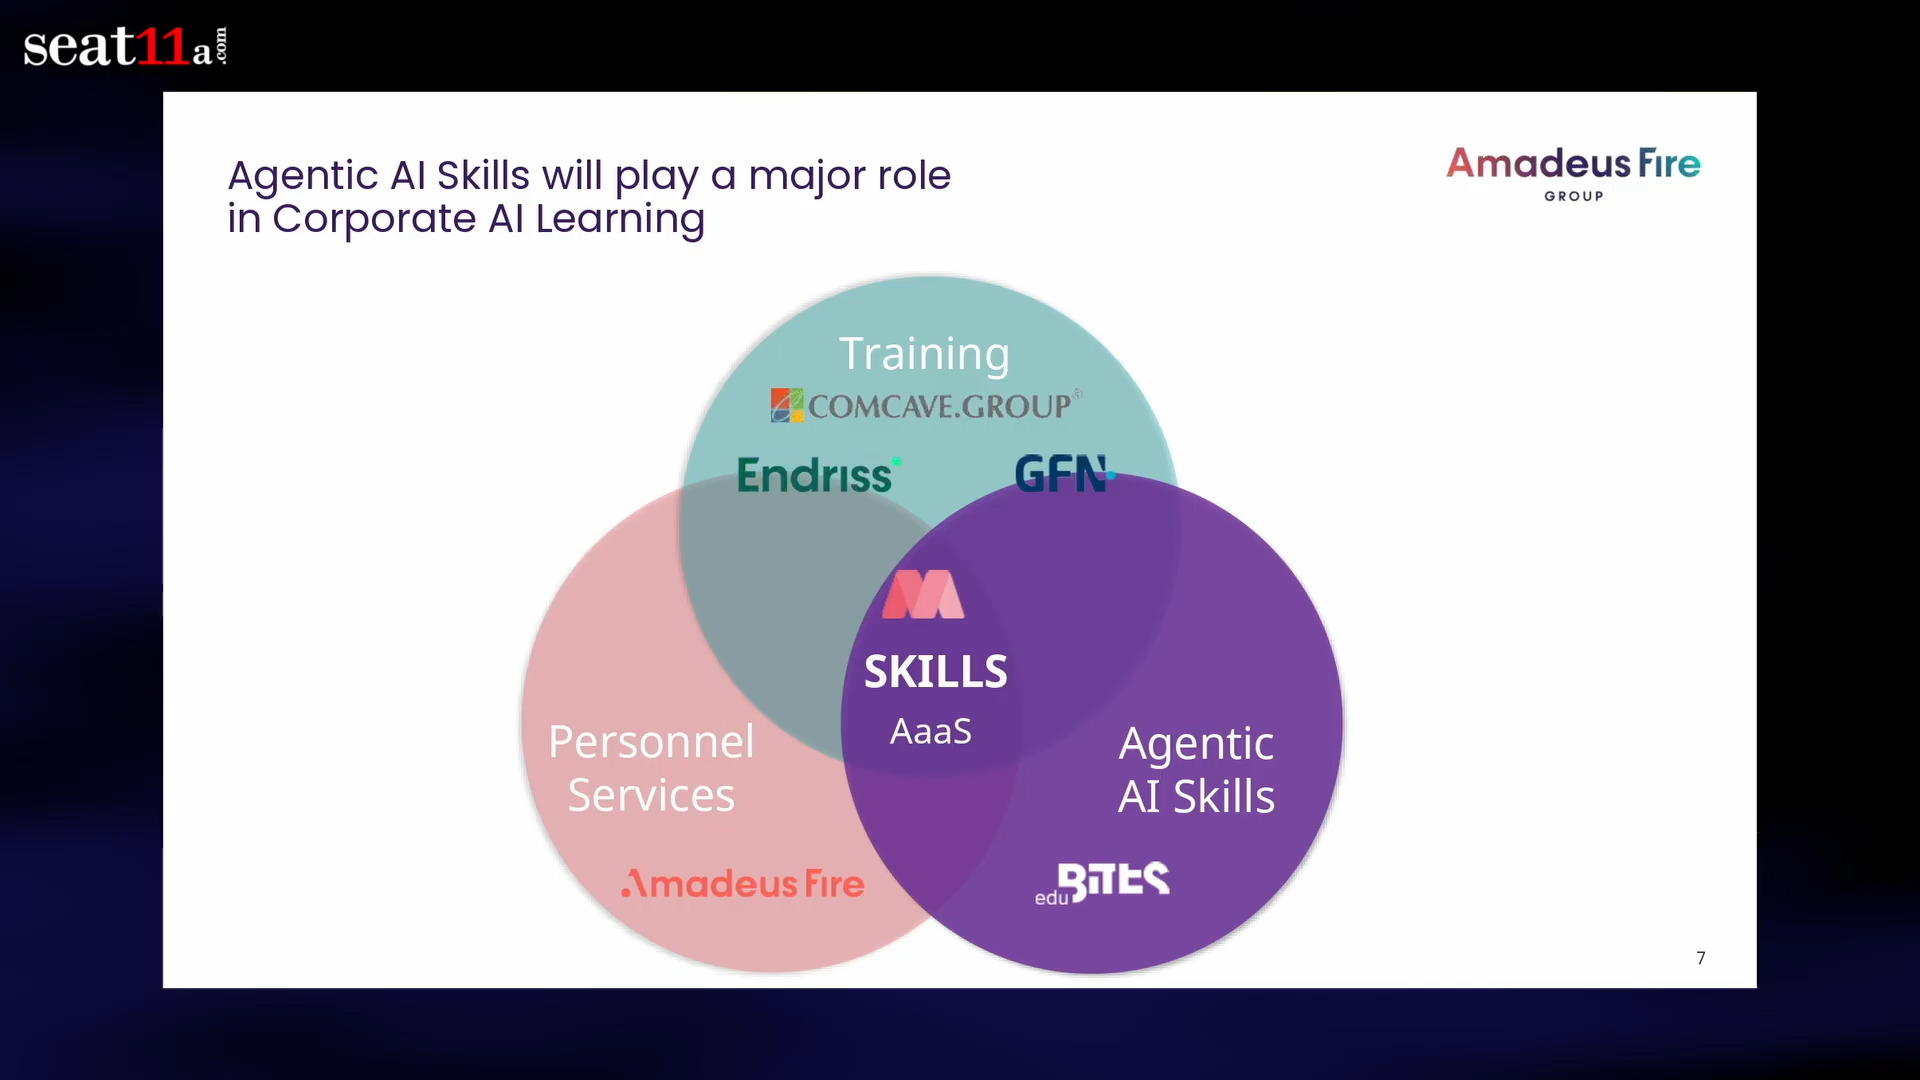 seat11a.com
Agentic AI Skills will play a major role
in Corporate AI Learning
Amadeus Fire
GROUP
Training
COMCAVE.GROUP®
Endriss
GFN
SKILLS
AaaS
Personnel
Services
Amadeus Fire
Agentic
AI Skills
eduBiTES
7